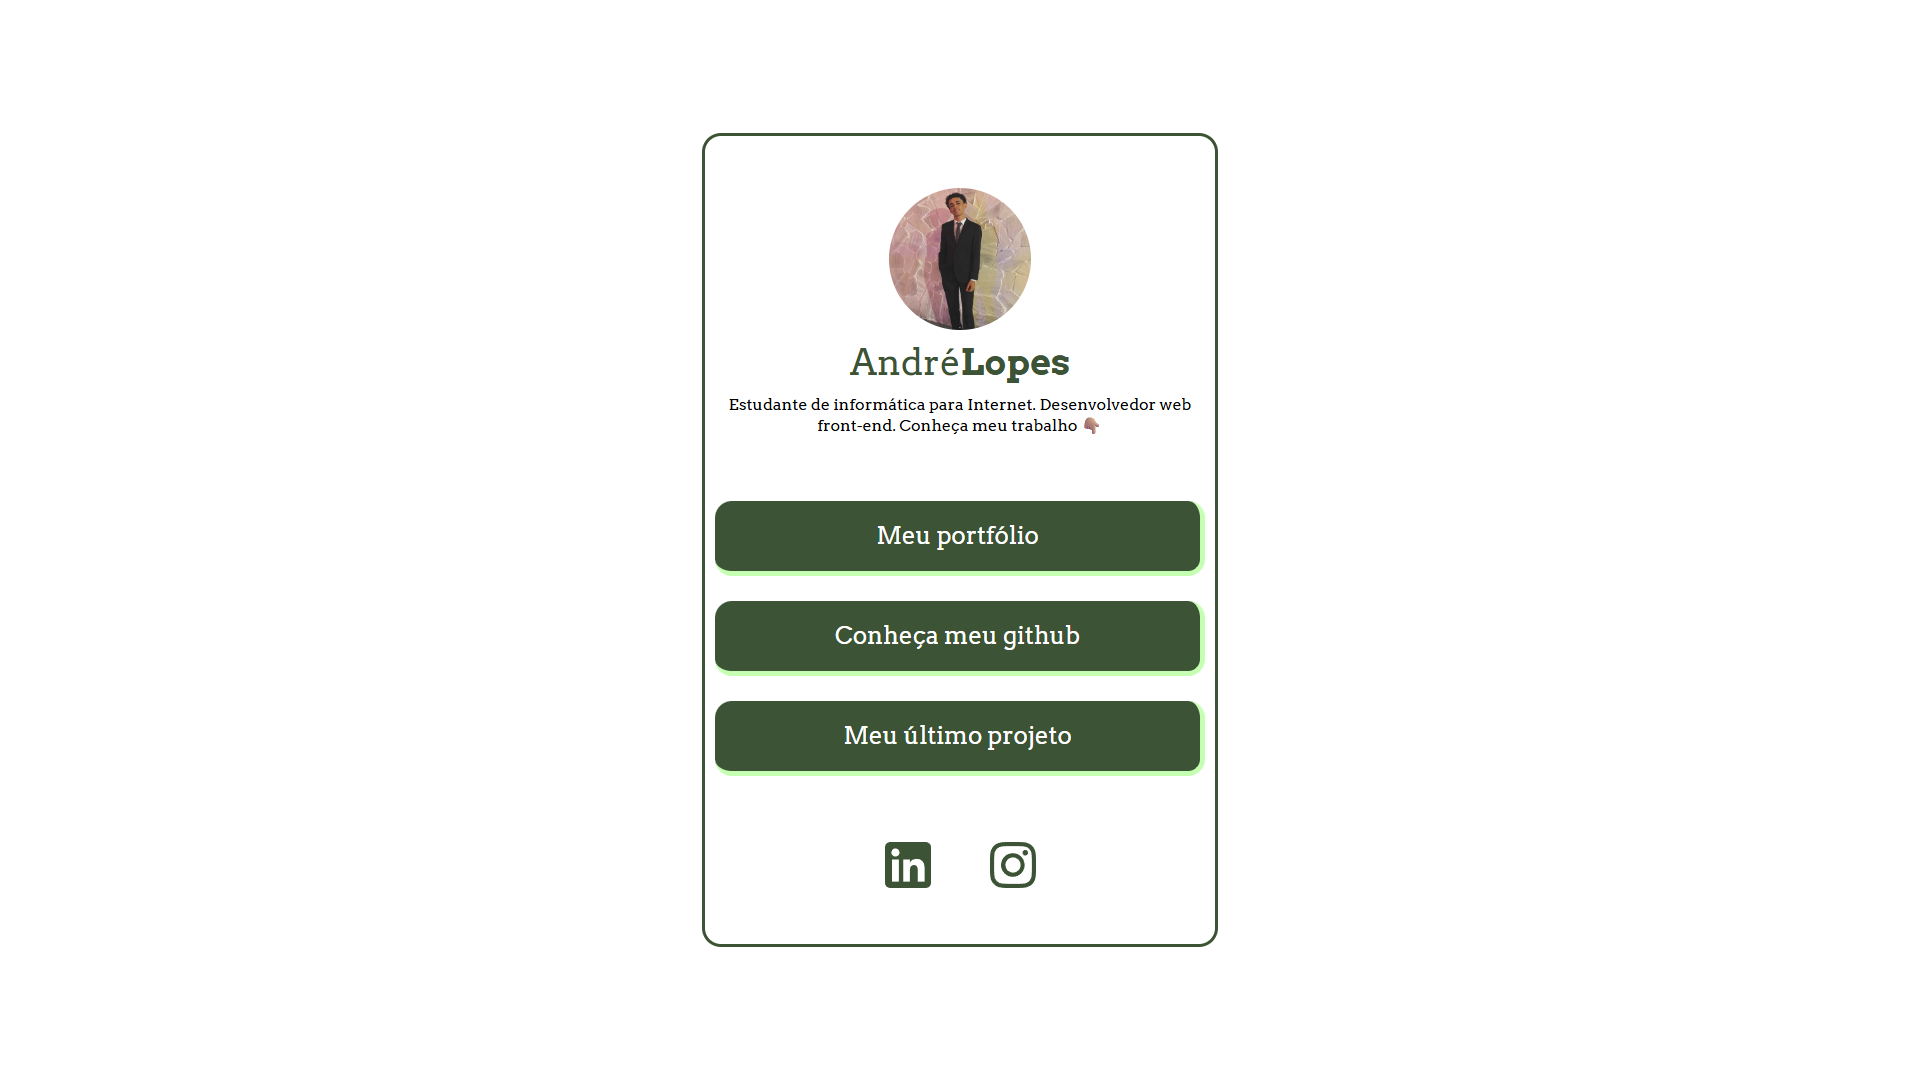 AndréLopes
Estudante de informática para Internet. Desenvolvedor web
front-end. Conheça meu trabalho 👇🏽
Meu portfólio
Conheça meu github
Meu último projeto
in